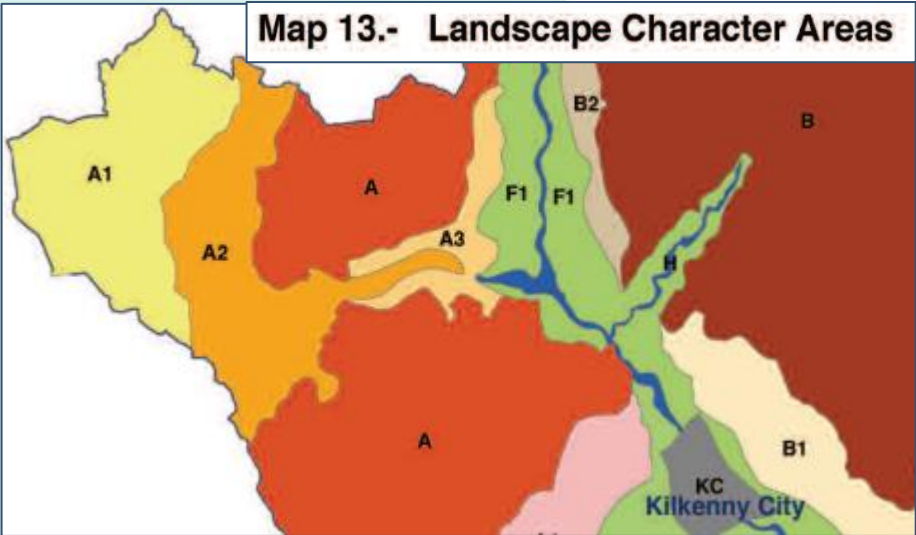 Map 13.- Landscape Character Areas
B2
B
A1
A
F1
F1
A3
A2
H
A
B1
KC
Kilkenny City